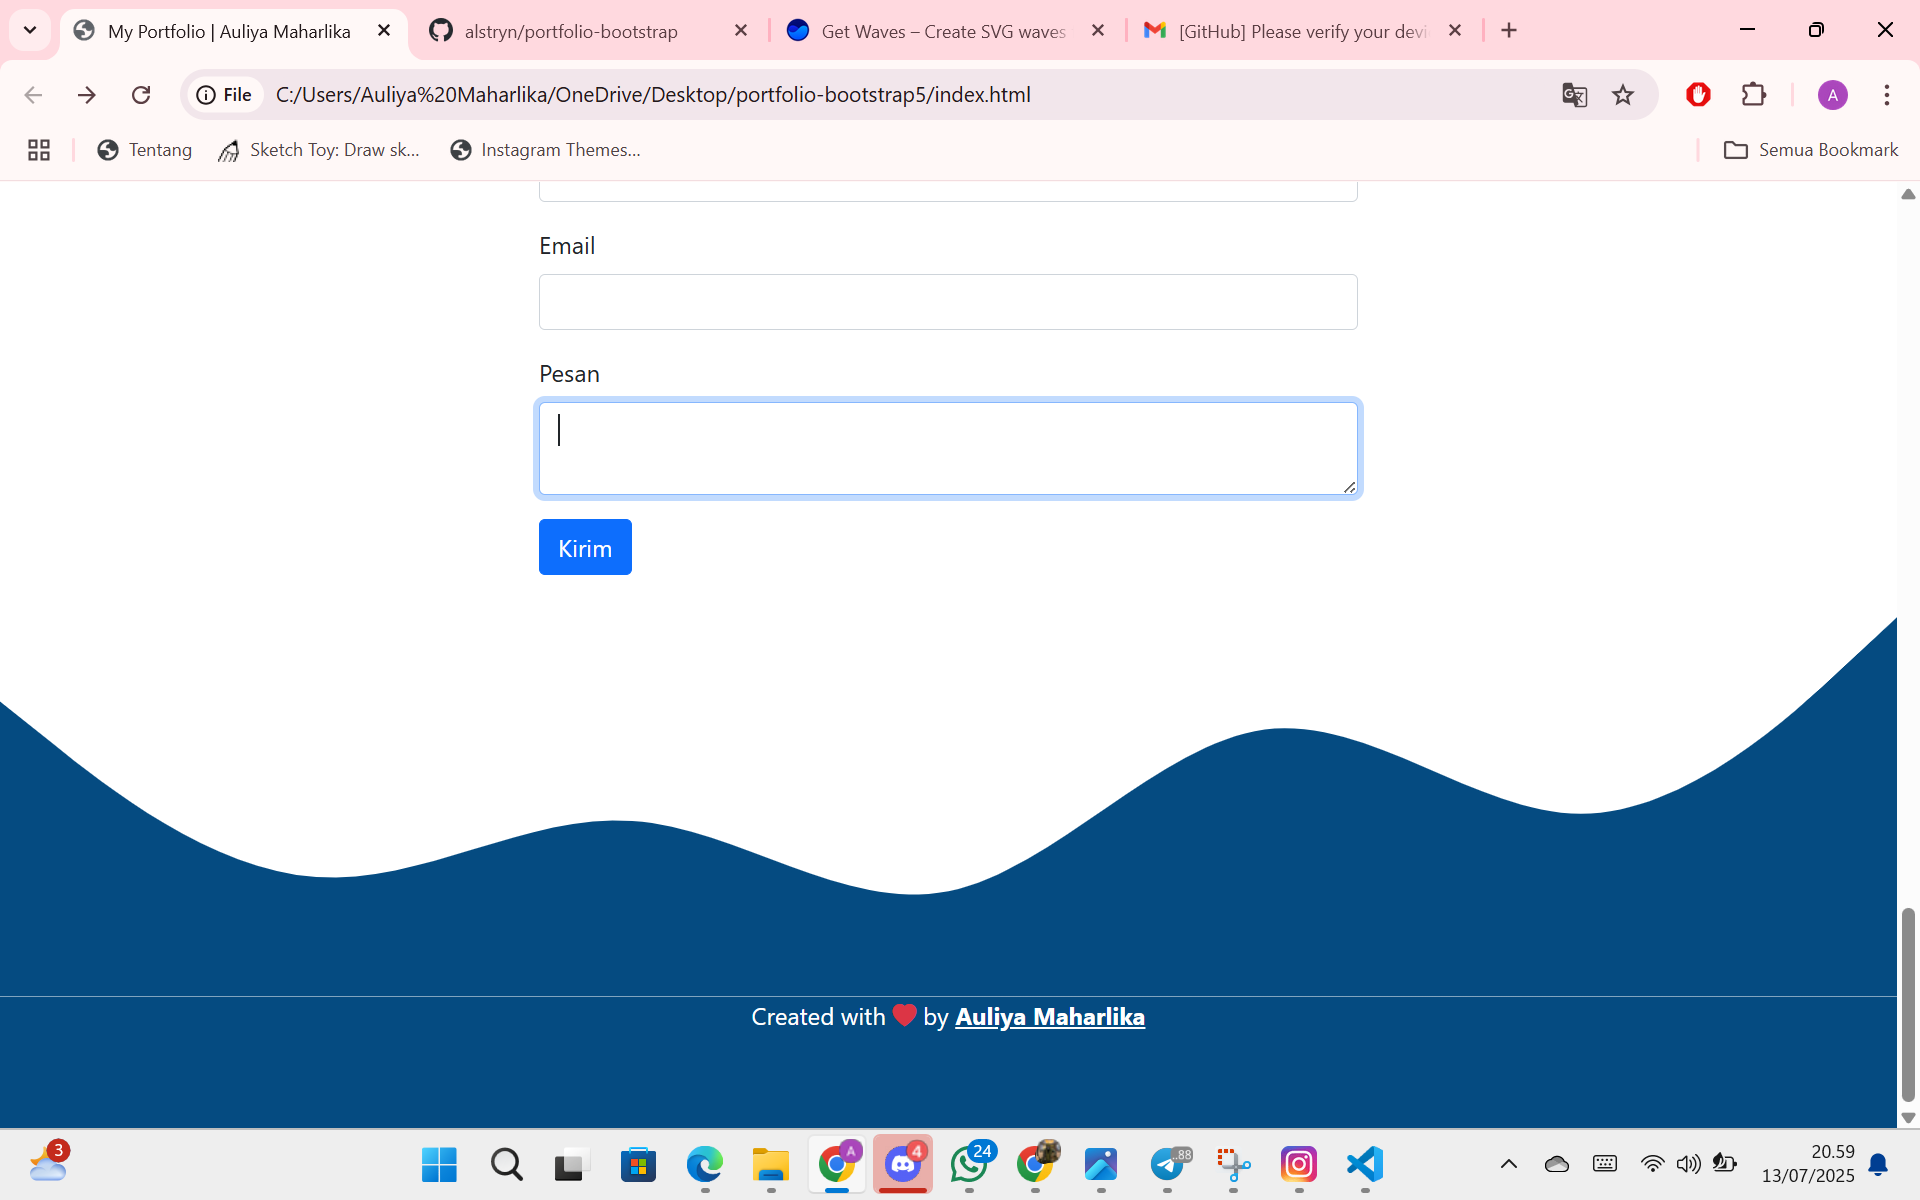 My Portfolio | Auliya Maharlika
alstryn/portfolio-bootstrap
Get Waves – Create SVG waves
[GitHub] Please verify your devi
File
C:/Users/Auliya%20Maharlika/OneDrive/Desktop/portfolio-bootstrap5/index.html
A
Tentang
Sketch Toy: Draw sk...
Instagram Themes...
Semua Bookmark
Email
Pesan
Kirim
Created with ❤ by Auliya Maharlika
3
A
4
24
..88
20.59
13/07/2025